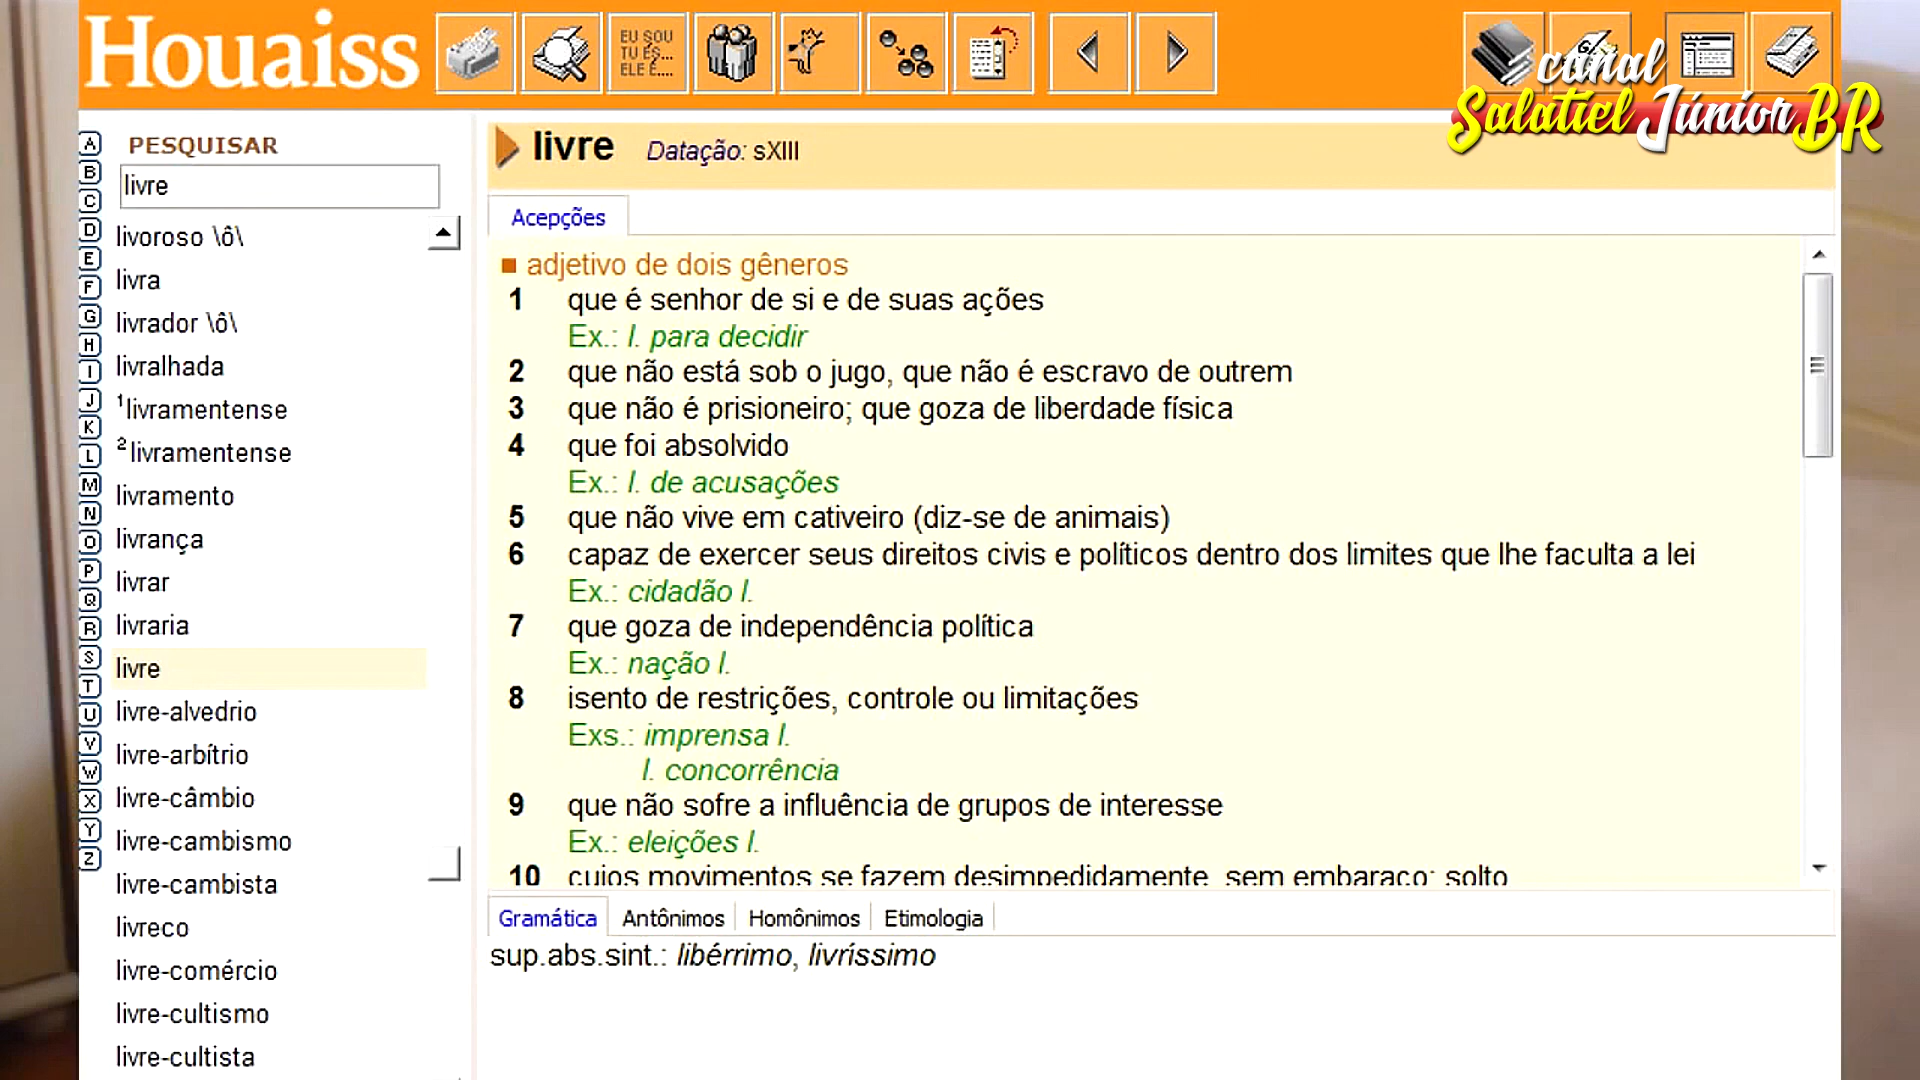 Houaiss
EU SOU
TU ÉS...
ELE É....
canal
Salatiel Júnior BR
A
B
C
D
E
F
G
H
I
J
K
L
M
N
O
P
Q
R
S
T
U
V
W
X
Y
Z
PESQUISAR
livre
livoroso \ô\
livra
livrador \ô\
livralhada
¹livramentense
²livramentense
livramento
livrança
livrar
livraria
livre
livre-alvedrio
livre-arbítrio
livre-câmbio
livre-cambismo
livre-cambista
livreco
livre-comércio
livre-cultismo
livre-cultista
livre Datação: sXIII
Acepções
adjetivo de dois gêneros
1 que é senhor de si e de suas ações
Ex.: l. para decidir
2 que não está sob o jugo, que não é escravo de outrem
3 que não é prisioneiro; que goza de liberdade física
4 que foi absolvido
Ex.: l. de acusações
5 que não vive em cativeiro (diz-se de animais)
6 capaz de exercer seus direitos civis e políticos dentro dos limites que lhe faculta a lei
Ex.: cidadão l.
7 que goza de independência política
Ex.: nação l.
8 isento de restrições, controle ou limitações
Exs.: imprensa l.
l. concorrência
9 que não sofre a influência de grupos de interesse
Ex.: eleições l.
10 cujos movimentos se fazem desimpedidamente, sem embaraço; solto
Gramática Antônimos Homônimos Etimologia
sup.abs.sint.: libérrimo, livríssimo